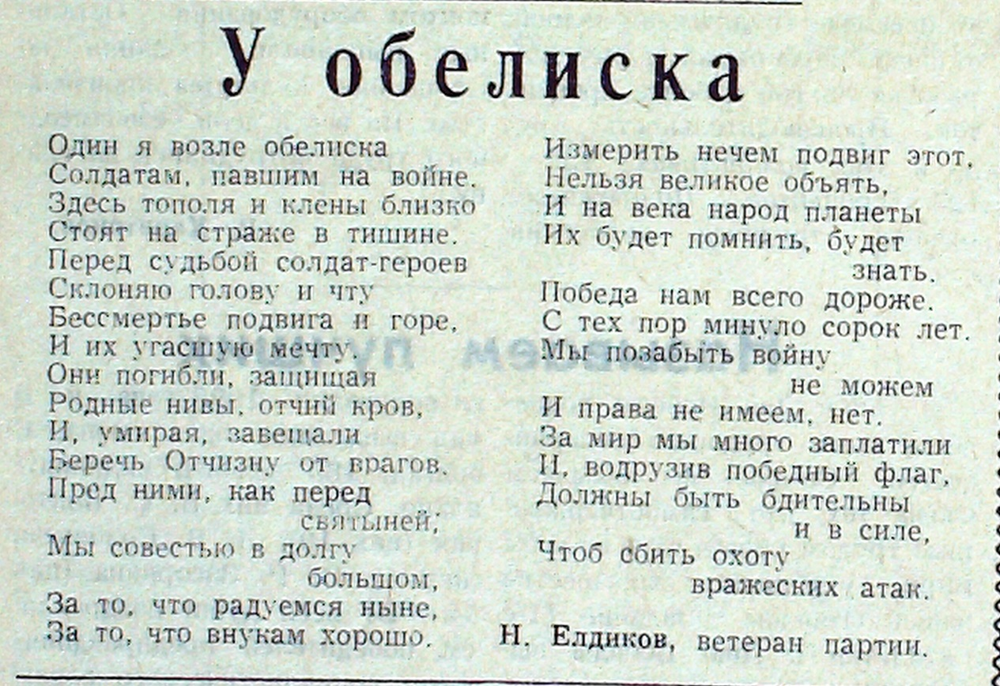 У обелиска
Один я возле обелиска
Солдатам, павшим на войне.
Здесь тополя и клены близко
Стоят на страже в тишине.
Перед судьбой солдат-героев
Склоняю голову и чту
Бессмертье подвига и горе,
И их угасшую мечту.
Они погибли, защищая
Родные нивы, отчий кров,
И, умирая, завещали
Беречь Отчизну от врагов.
Пред ними, как перед
святыней,
Мы совестью в долгу
большом,
За то, что радуемся ныне,
За то, что внукам хорошо.
Измерить нечем подвиг этот,
Нельзя великое объять,
И на века народ планеты
Их будет помнить, будет
знать.
Победа нам всего дороже.
С тех пор минуло сорок лет.
Мы позабыть войну
не можем
И права не имеем, нет.
За мир мы много заплатили
И, водрузив победный флаг,
Должны быть бдительны
и в силе,
Чтоб сбить охоту
вражеских атак.
Н. Елдиков, ветеран партии.